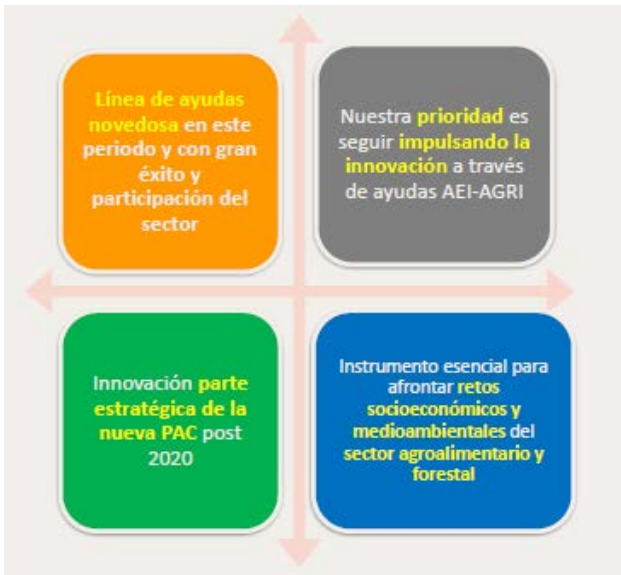 Línea de ayudas
novedosa en este
periodo y con gran
éxito y
participación del
sector
Nuestra prioridad es
seguir impulsando la
innovación a través
de ayudas AEI-AGRI
Innovación parte
estratégica de la
nueva PAC post
2020
Instrumento esencial para
afrontar retos
socioeconómicos y
medioambientales del
sector agroalimentario y
forestal